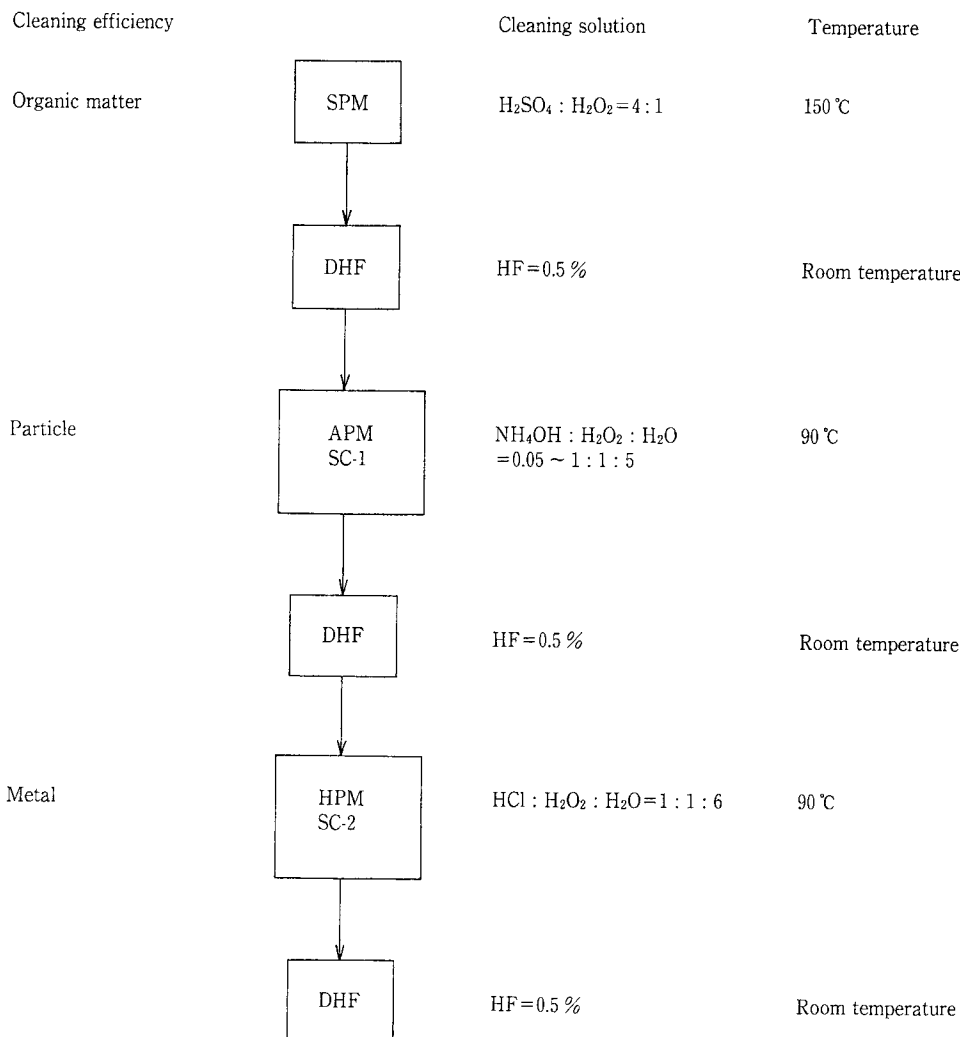 Cleaning efficiency Cleaning solution Temperature
Organic matter SPM H₂SO₄ : H₂O₂=4 : 1 150 ℃
DHF HF=0.5 % Room temperature
Particle APM NH₄OH : H₂O₂ : H₂O 90 ℃
SC-1 =0.05 ~ 1 : 1 : 5
DHF HF=0.5 % Room temperature
Metal HPM HCl : H₂O₂ : H₂O=1 : 1 : 6 90 ℃
SC-2
DHF HF=0.5 % Room temperature